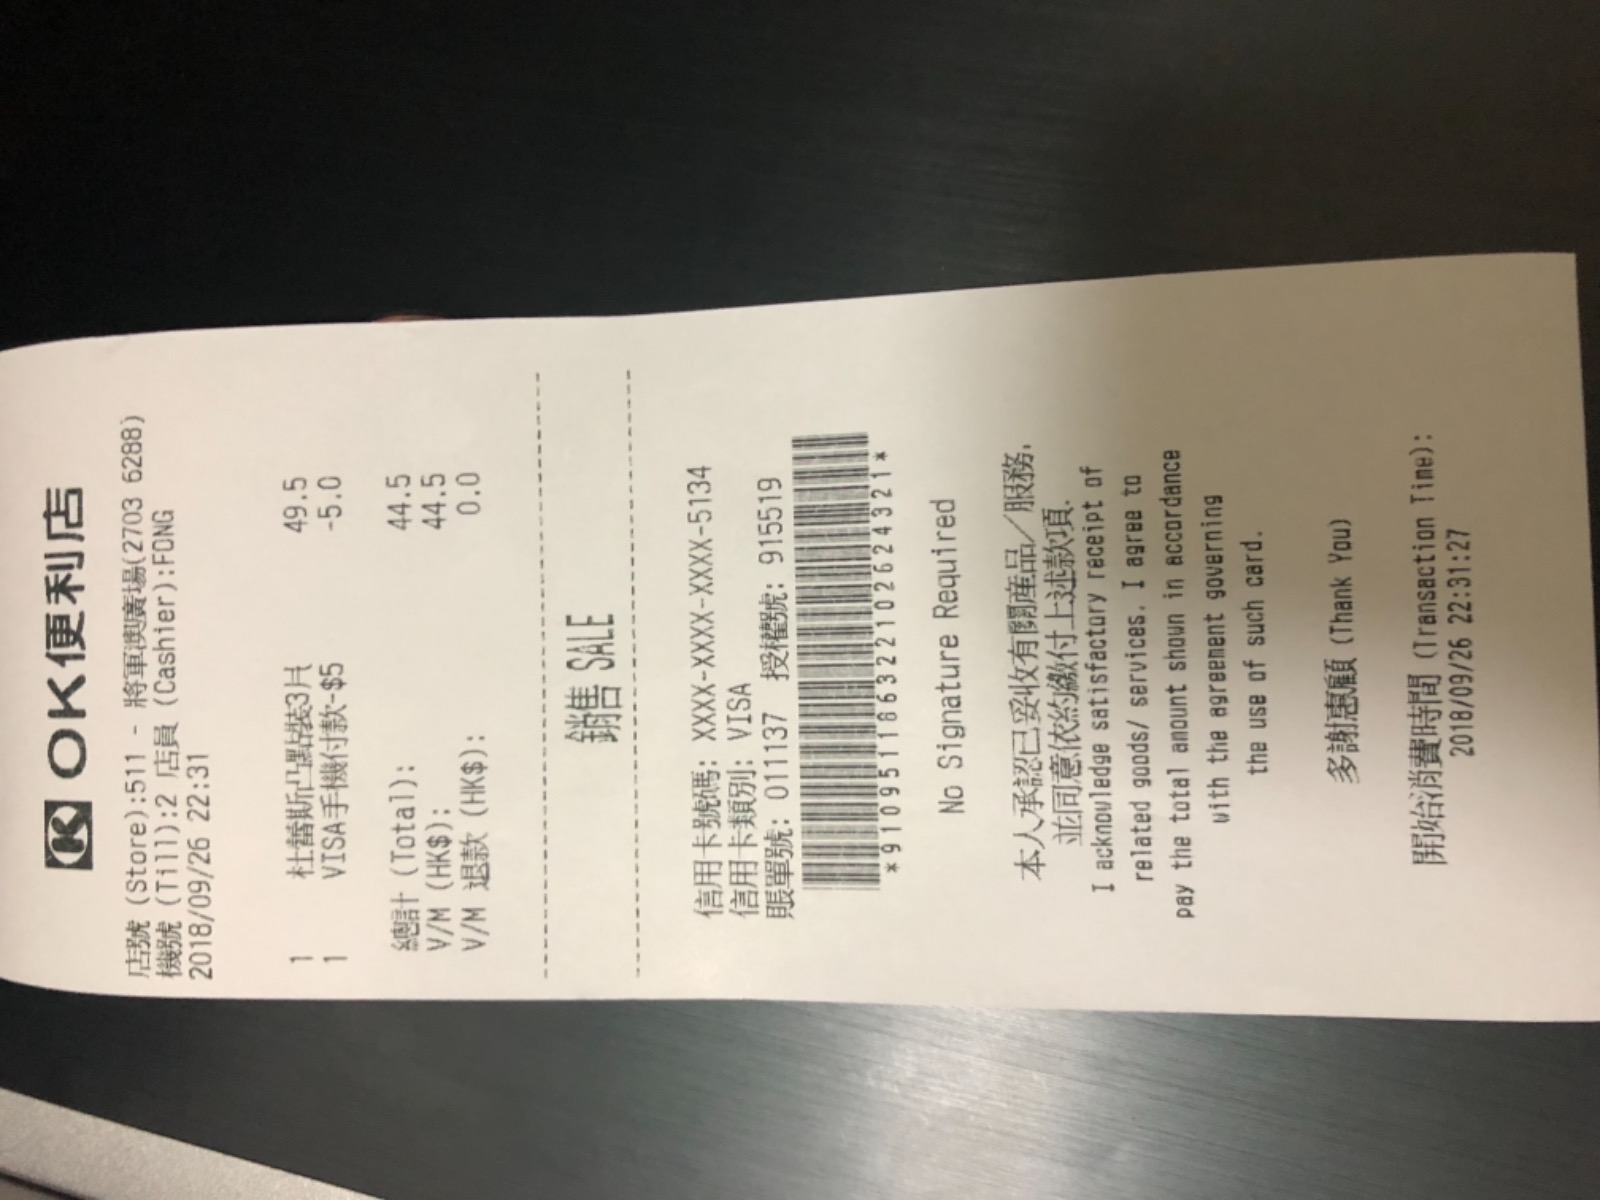 K OK便利店
店號 (Store):511 - 將軍澳廣場(2703 6288)
機號 (Till):2 店員 (Cashier):FONG
2018/09/26 22:31
1 杜蕾斯凸點裝3片 49.5
1 VISA手機付款-$5 -5.0
總計 (Total): 44.5
V/M (HK$): 44.5
V/M 退款 (HK$): 0.0
銷售 SALE
信用卡號碼: XXXX-XXXX-XXXX-5134
信用卡類別: VISA
賬單號: 011137 授權號: 915519
*910951186322102624321*
No Signature Required
本人承認已妥收有關產品／服務,
並同意依約繳付上述款項.
I acknowledge satisfactory receipt of
related goods/ services. I agree to
pay the total amount shown in accordance
with the agreement governing
the use of such card.
多謝惠顧 (Thank You)
開始消費時間 (Transaction Time):
2018/09/26 22:31:27